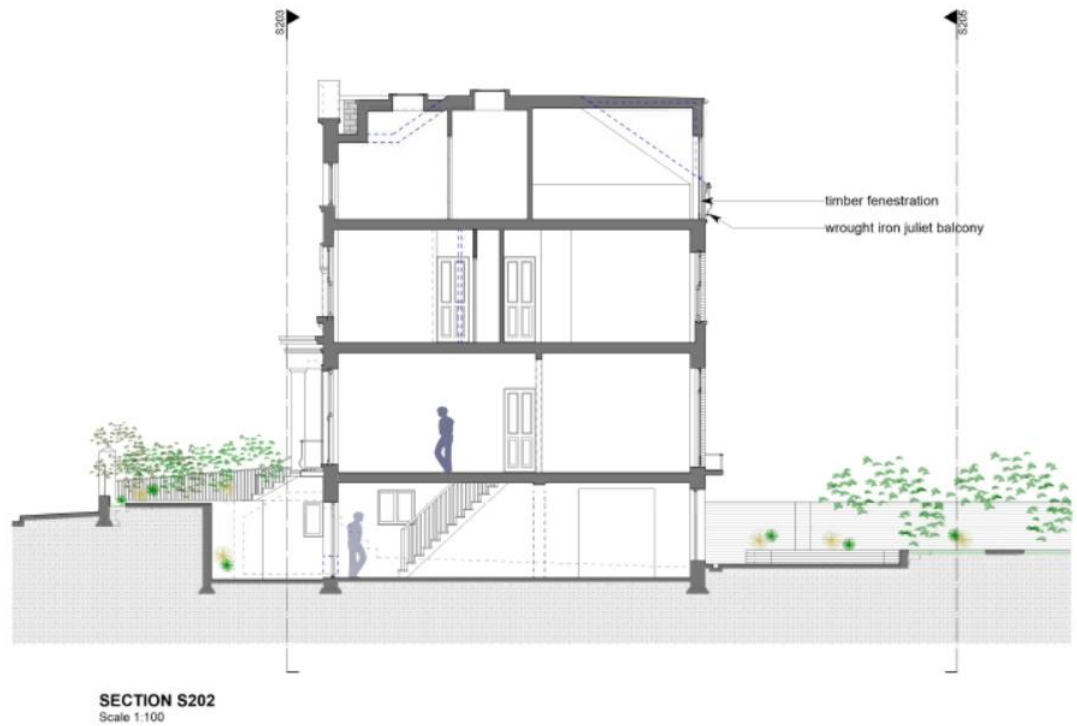 S203
S205
timber fenestration
wrought iron juliet balcony
SECTION S202
Scale 1:100